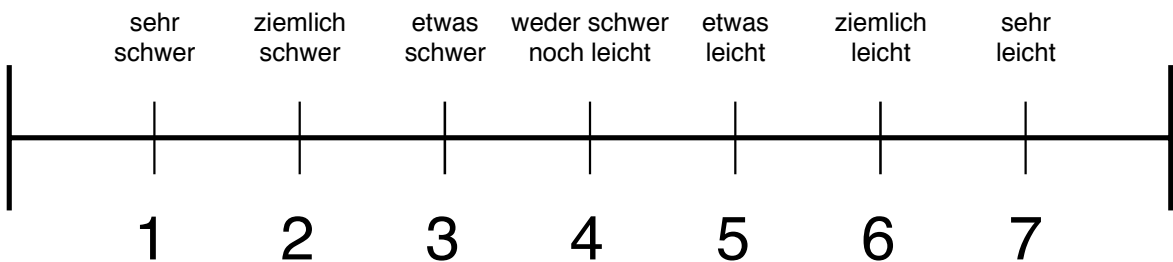 sehr ziemlich etwas weder schwer etwas ziemlich sehr
schwer schwer schwer noch leicht leicht leicht leicht
1 2 3 4 5 6 7